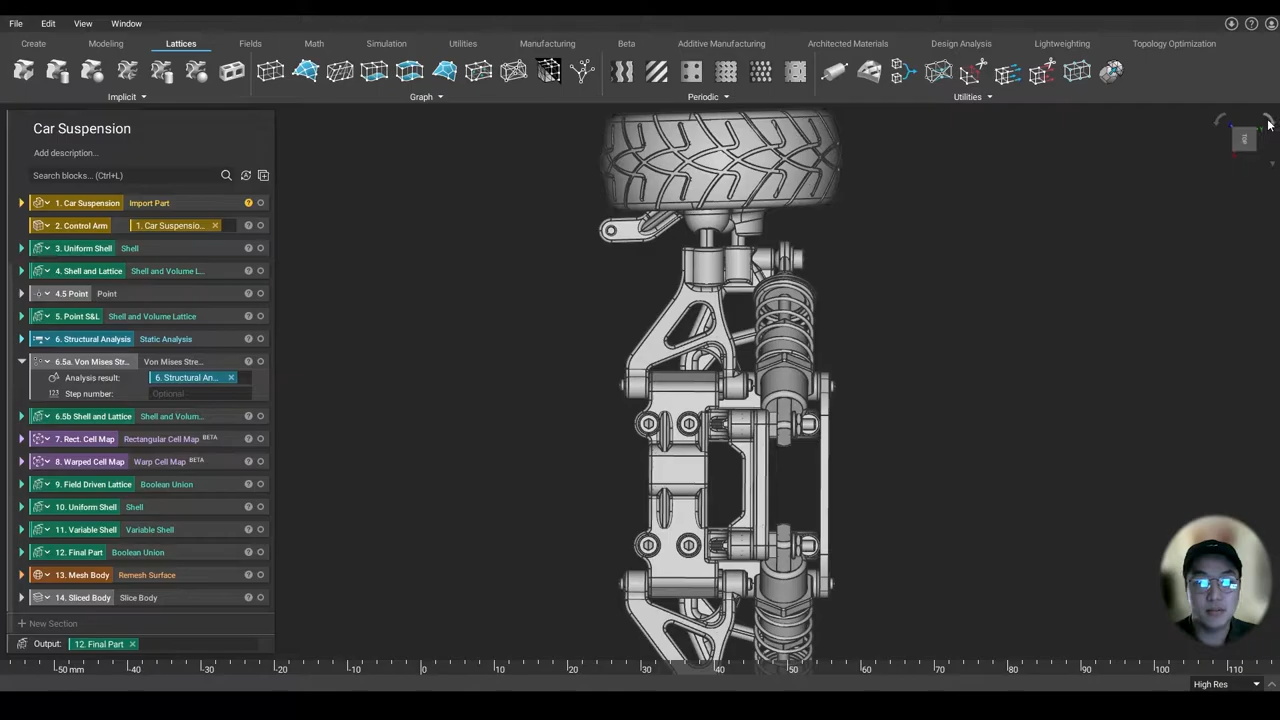 File Edit View Window
Create Modeling Lattices Fields Math Simulation Utilities Manufacturing Beta Additive Manufacturing Architected Materials Design Analysis Lightweighting Topology Optimization
Implicit Graph Periodic Utilities
Car Suspension
Add description...
Search blocks... (Ctrl+L)
1. Car Suspension Import Part
2. Control Arm 1. Car Suspensio...
3. Uniform Shell Shell
4. Shell and Lattice Shell and Volume L...
4.5 Point Point
5. Point S&L Shell and Volume Lattice
6. Structural Analysis Static Analysis
6.5a. Von Mises Stre... Von Mises Stre...
Analysis result: 6. Structural An...
123 Step number: Optional
6.5b Shell and Lattice Shell and Volum...
7. Rect. Cell Map Rectangular Cell Map BETA
8. Warped Cell Map Warp Cell Map BETA
9. Field Driven Lattice Boolean Union
10. Uniform Shell Shell
11. Variable Shell Variable Shell
12. Final Part Boolean Union
13. Mesh Body Remesh Surface
14. Sliced Body Slice Body
+ New Section
Output: 12. Final Part
TOP
-50 mm -40 -30 -20 -10 0 10 20 30 40 50 60 70 80 90 100 110
High Res